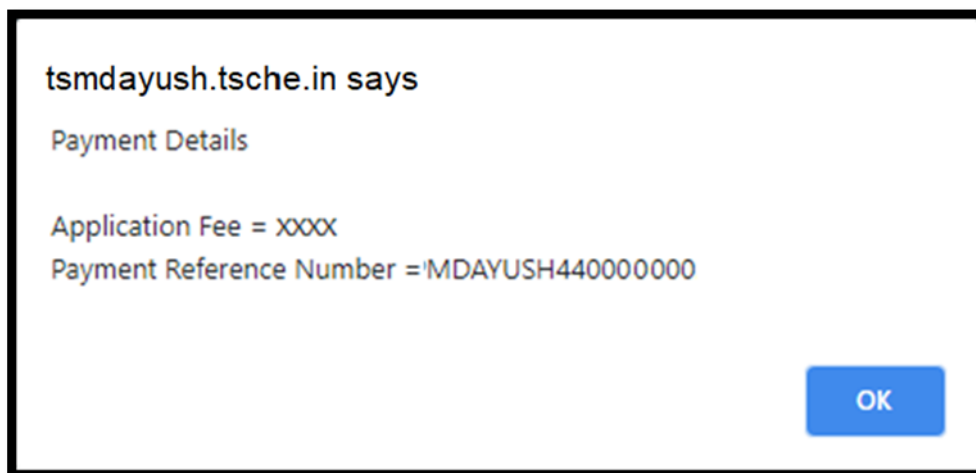 tsmdayush.tsche.in says
Payment Details
Application Fee = XXXX
Payment Reference Number ='MDAYUSH440000000
OK